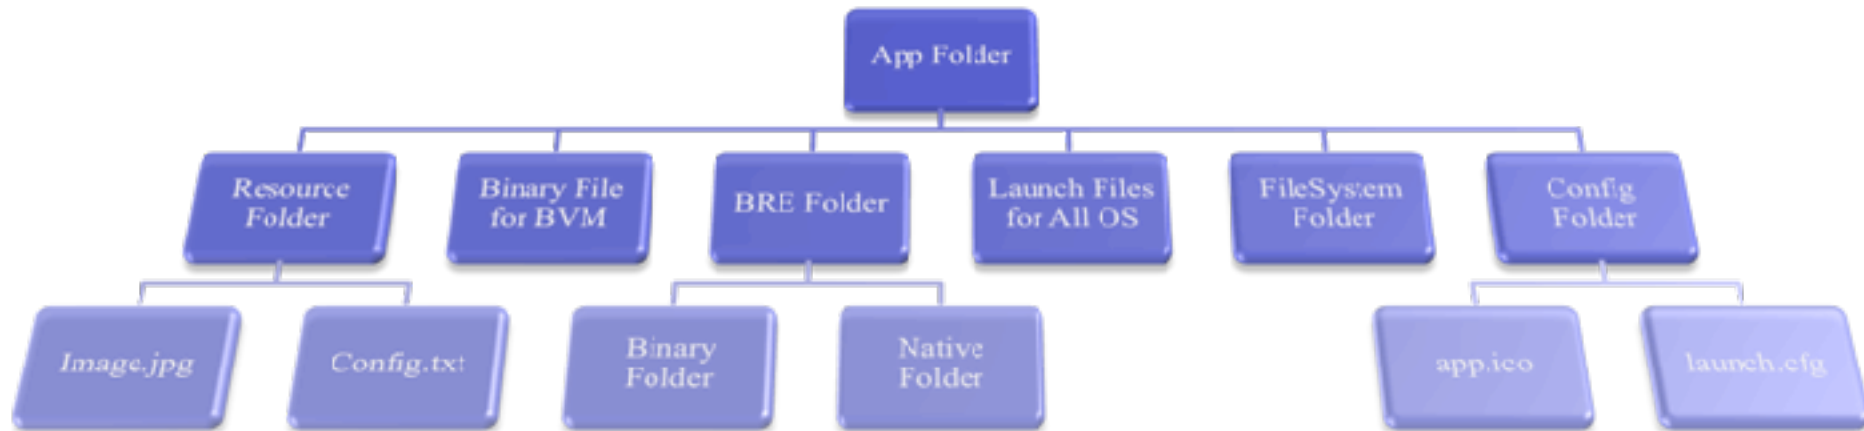 App Folder
Resource
Folder
Binary File
for BVM
BRE Folder
Launch Files
for All OS
FileSystem
Folder
Config
Folder
Image.jpg
Config.txt
Binary
Folder
Native
Folder
app.ico
launch.cfg